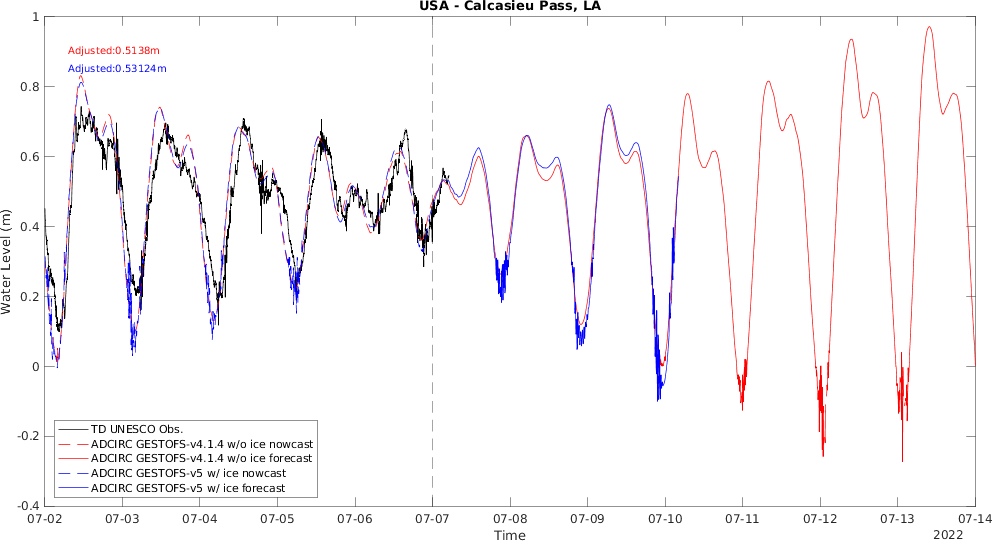 USA - Calcasieu Pass, LA
Adjusted:0.5138m
Adjusted:0.53124m
Water Level (m)
1
0.8
0.6
0.4
0.2
0
-0.2
-0.4
TD UNESCO Obs.
ADCIRC GESTOFS-v4.1.4 w/o ice nowcast
ADCIRC GESTOFS-v4.1.4 w/o ice forecast
ADCIRC GESTOFS-v5 w/ ice nowcast
ADCIRC GESTOFS-v5 w/ ice forecast
07-02 07-03 07-04 07-05 07-06 07-07 07-08 07-09 07-10 07-11 07-12 07-13 07-14
Time
2022